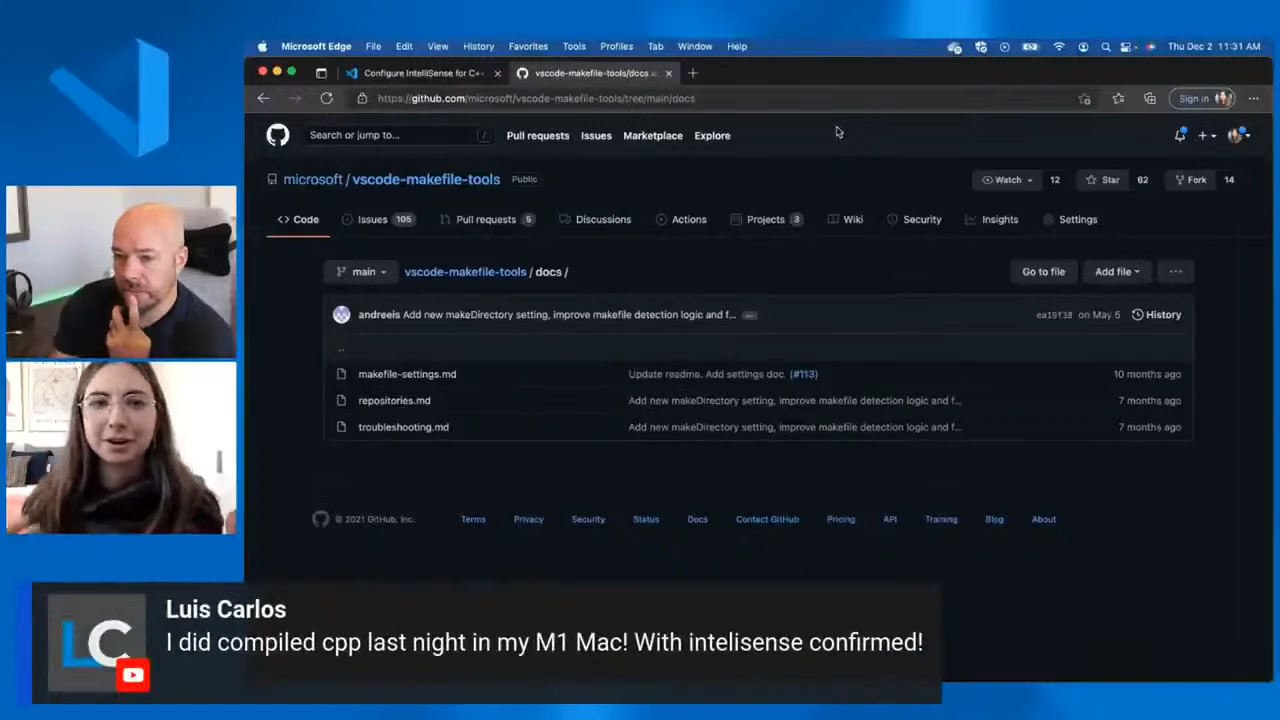 Microsoft Edge File Edit View History Favorites Tools Profiles Tab Window Help Thu Dec 2 11:31 AM
Configure IntelliSense for C++ vscode-makefile-tools/docs a
https://github.com/microsoft/vscode-makefile-tools/tree/main/docs Sign in
Search or jump to... / Pull requests Issues Marketplace Explore
microsoft / vscode-makefile-tools Public Watch 12 Star 62 Fork 14
Code Issues 105 Pull requests 5 Discussions Actions Projects 3 Wiki Security Insights Settings
main vscode-makefile-tools / docs / Go to file Add file ...
andreeis Add new makeDirectory setting, improve makefile detection logic and f... ... ea19f38 on May 6 History
..
makefile-settings.md Update readme. Add settings doc. (#113) 10 months ago
repositories.md Add new makeDirectory setting, improve makefile detection logic and f... 7 months ago
troubleshooting.md Add new makeDirectory setting, improve makefile detection logic and f... 7 months ago
© 2021 GitHub, Inc. Terms Privacy Security Status Docs Contact GitHub Pricing API Training Blog About
LC
Luis Carlos
I did compiled cpp last night in my M1 Mac! With intelisense confirmed!